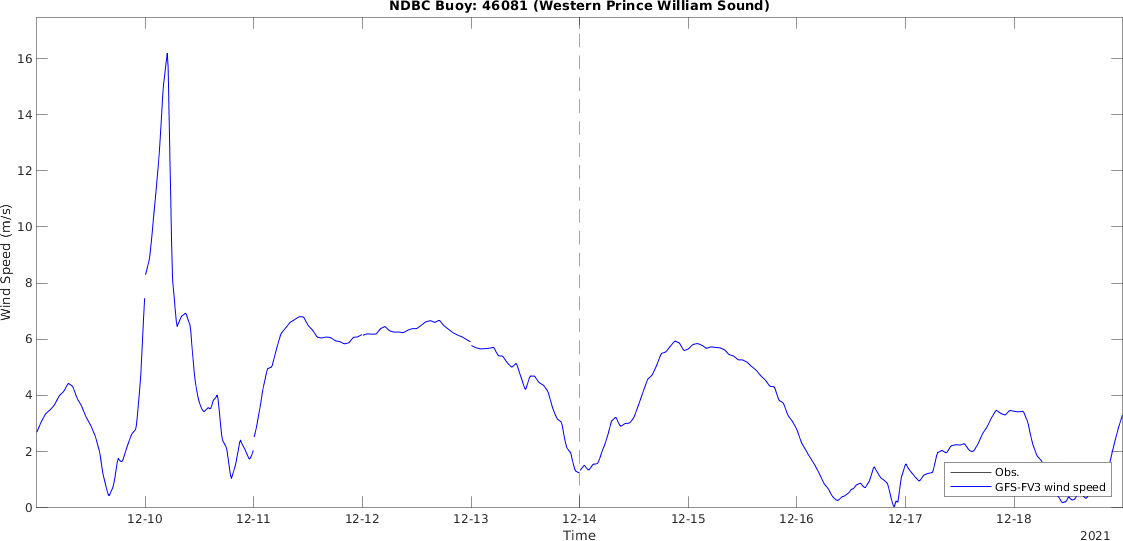 NDBC Buoy: 46081 (Western Prince William Sound)
16
14
12
10
8
6
4
2
0
Wind Speed (m/s)
Obs.
GFS-FV3 wind speed
12-10 12-11 12-12 12-13 12-14 12-15 12-16 12-17 12-18
Time
2021